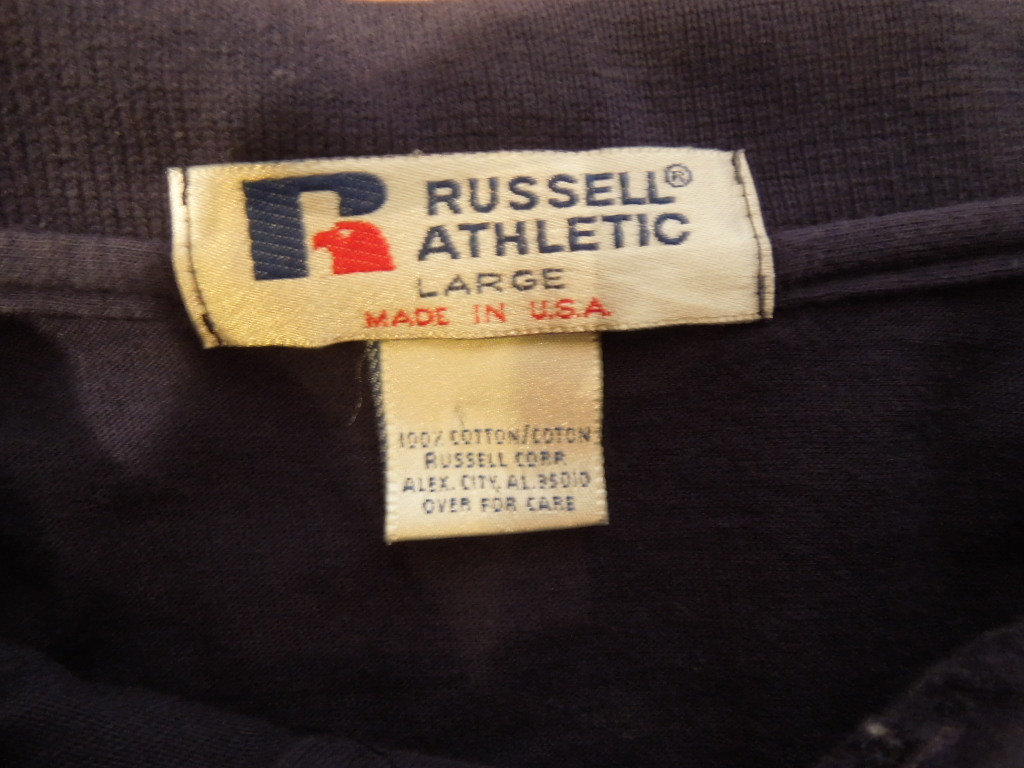 RUSSELL®
ATHLETIC
LARGE
MADE IN U.S.A.
100% COTTON/COTON
RUSSELL CORP.
ALEX. CITY, AL. 35010
OVER FOR CARE